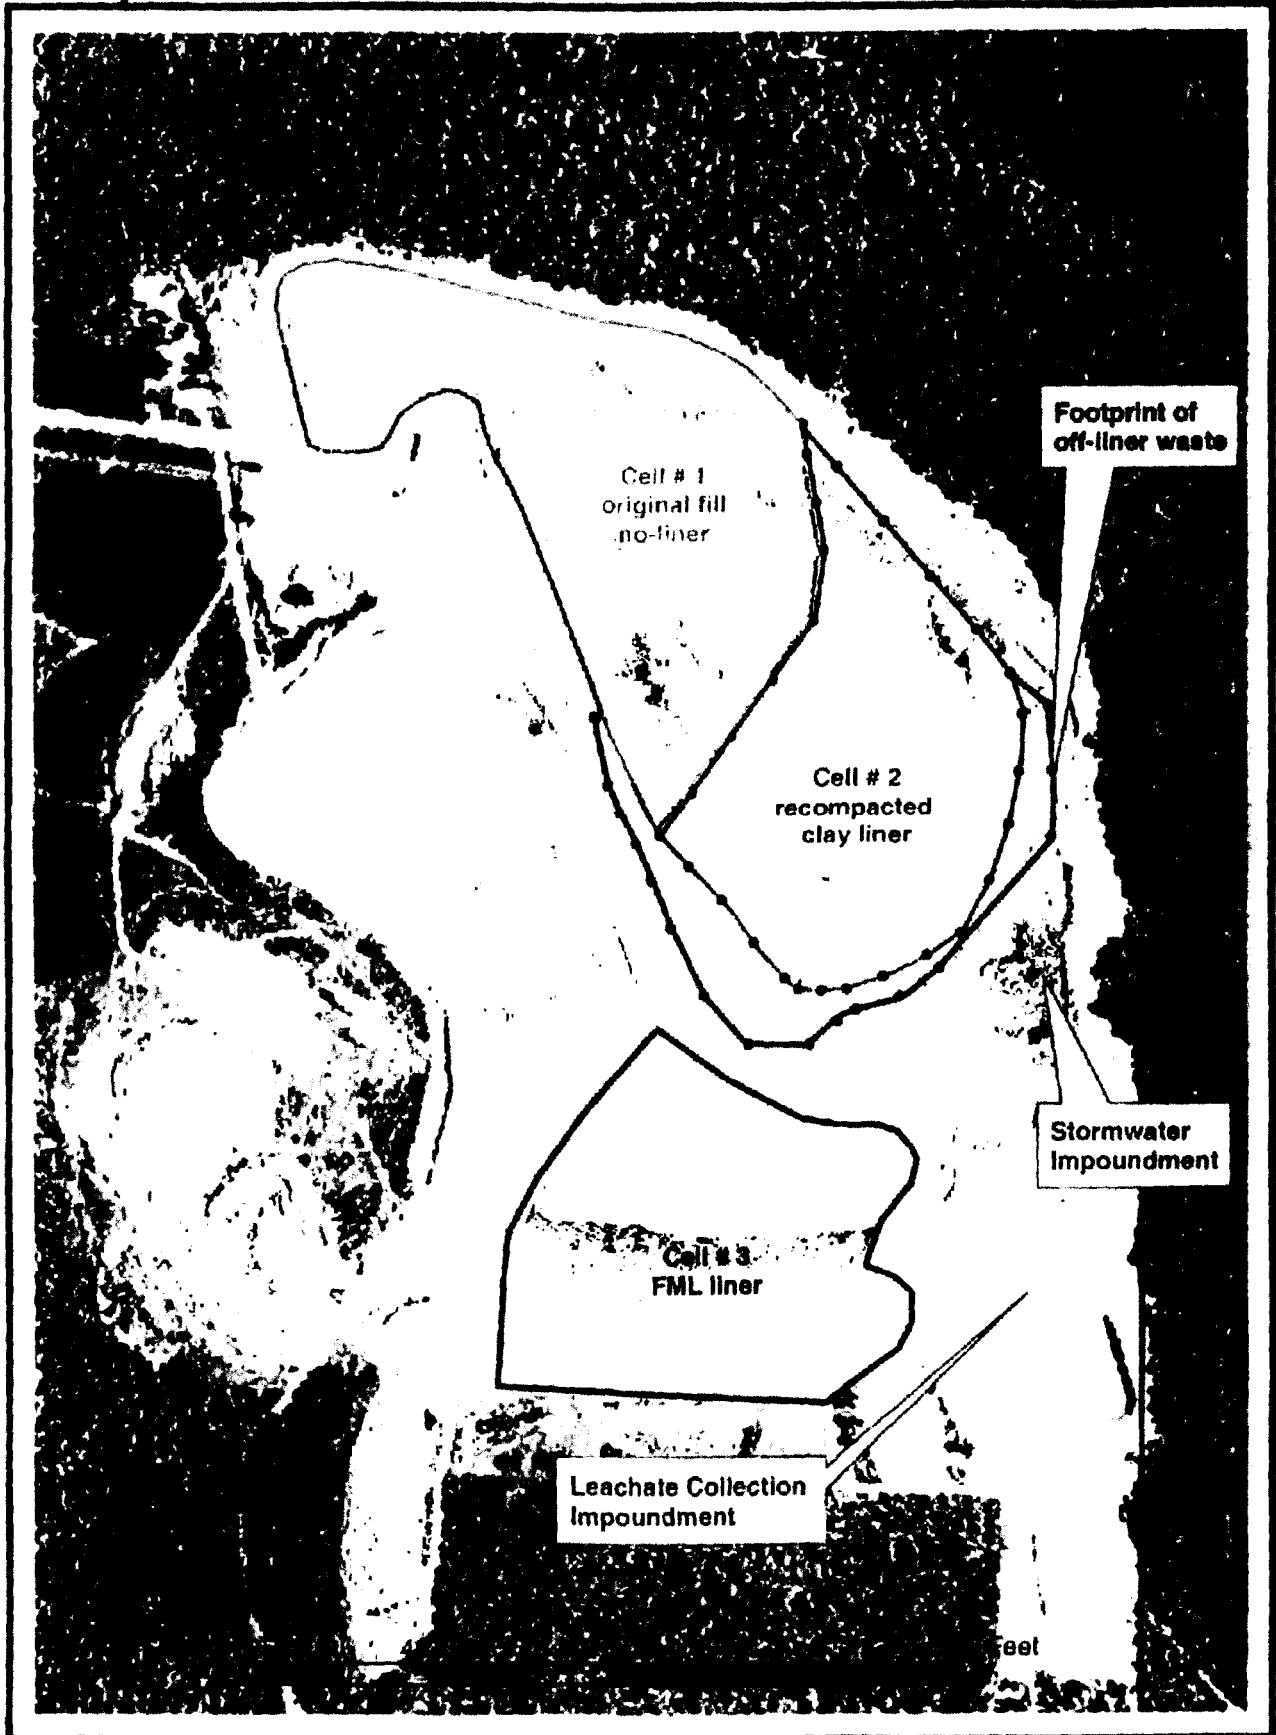 Footprint of
off-liner waste
Cell # 1
original fill
no-liner
Cell # 2
recompacted
clay liner
Stormwater
Impoundment
Cell # 3
FML liner
Leachate Collection
Impoundment
Feet